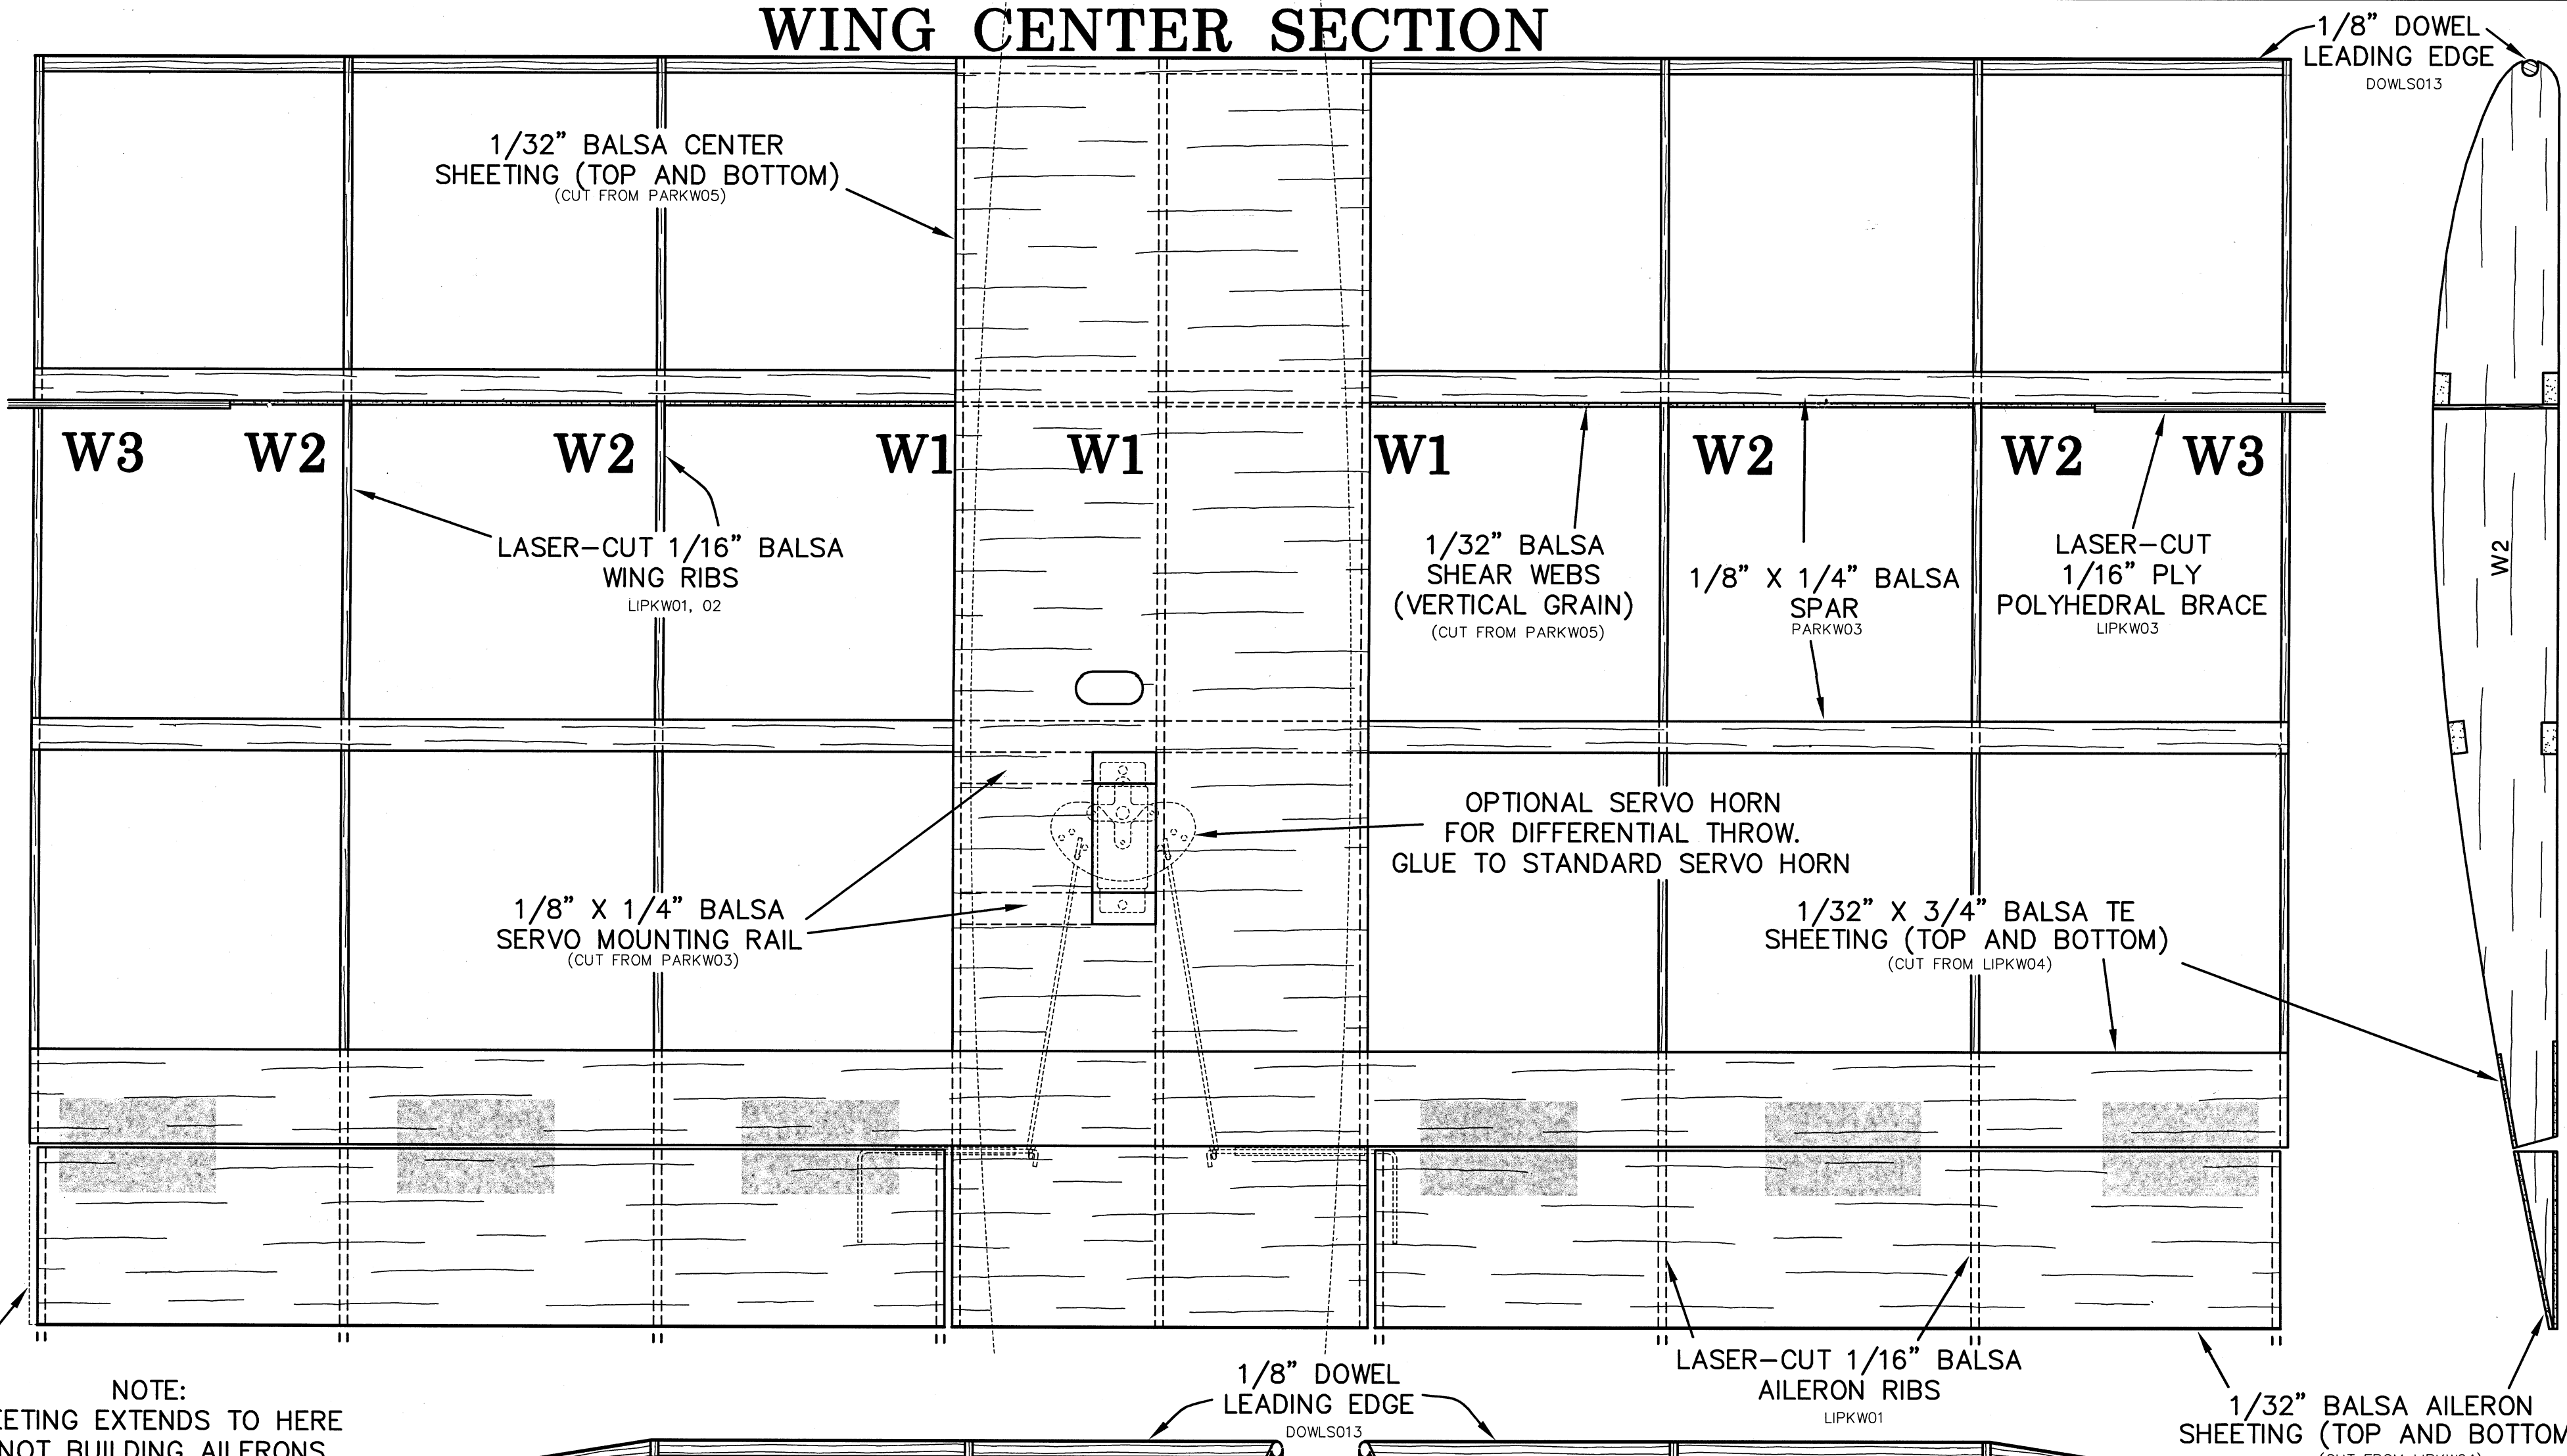 WING CENTER SECTION
1/8” DOWEL
LEADING EDGE
DOWLS013
1/32” BALSA CENTER
SHEETING (TOP AND BOTTOM)
(CUT FROM PARKW05)
W3 W2 W2 W1 W1 W1 W2 W2 W3
LASER-CUT 1/16” BALSA
WING RIBS
LIPKW01, 02
1/32” BALSA
SHEAR WEBS
(VERTICAL GRAIN)
(CUT FROM PARKW05)
1/8” X 1/4” BALSA
SPAR
PARKW03
LASER-CUT
1/16” PLY
POLYHEDRAL BRACE
LIPKW03
W2
OPTIONAL SERVO HORN
FOR DIFFERENTIAL THROW.
GLUE TO STANDARD SERVO HORN
1/8” X 1/4” BALSA
SERVO MOUNTING RAIL
(CUT FROM PARKW03)
1/32” X 3/4” BALSA TE
SHEETING (TOP AND BOTTOM)
(CUT FROM LIPKW04)
NOTE:
EETING EXTENDS TO HERE
NOT BUILDING AILERONS
1/8” DOWEL
LEADING EDGE
DOWLS013
LASER-CUT 1/16” BALSA
AILERON RIBS
LIPKW01
1/32” BALSA AILERON
SHEETING (TOP AND BOTTOM